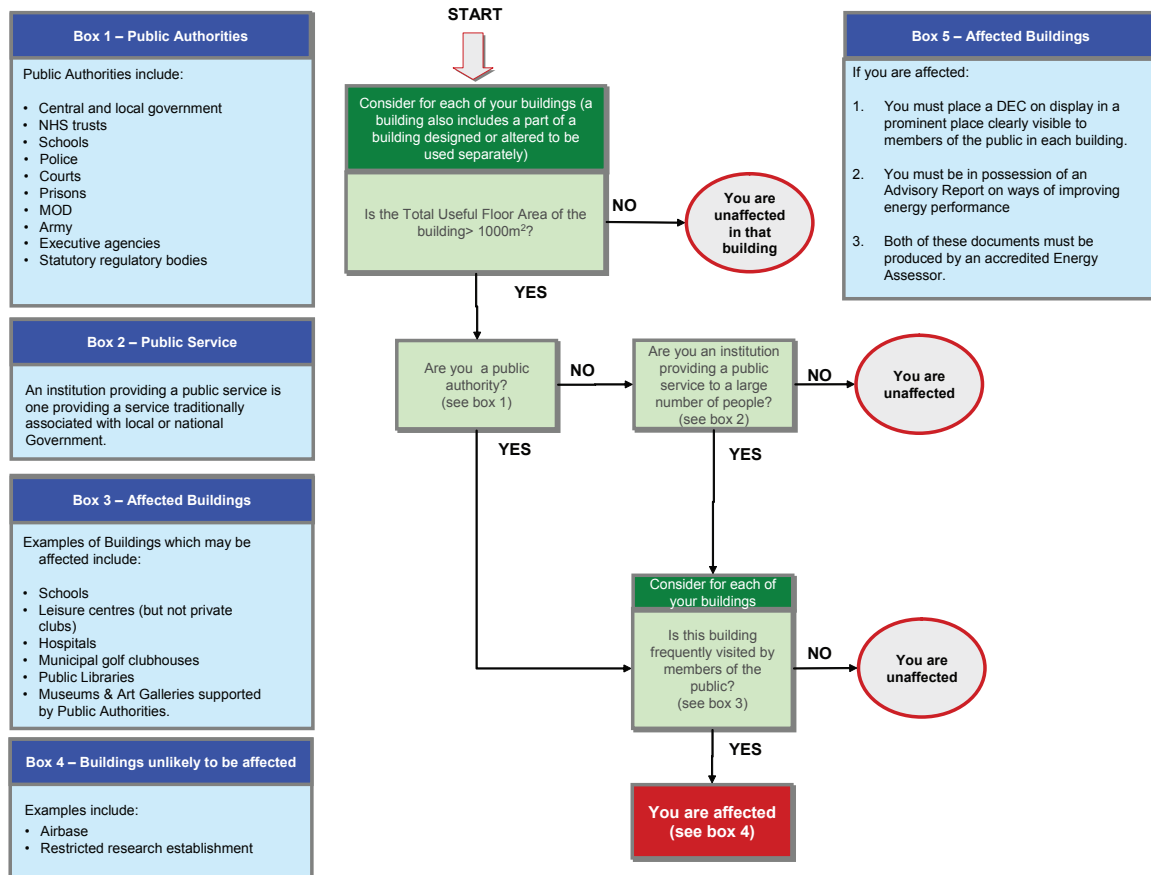 START
Box 1 – Public Authorities
Public Authorities include:
• Central and local government
• NHS trusts
• Schools
• Police
• Courts
• Prisons
• MOD
• Army
• Executive agencies
• Statutory regulatory bodies
Box 2 – Public Service
An institution providing a public service is
one providing a service traditionally
associated with local or national
Government.
Box 3 – Affected Buildings
Examples of Buildings which may be
affected include:
• Schools
• Leisure centres (but not private
clubs)
• Hospitals
• Municipal golf clubhouses
• Public Libraries
• Museums & Art Galleries supported
by Public Authorities.
Box 4 – Buildings unlikely to be affected
Examples include:
• Airbase
• Restricted research establishment
Consider for each of your buildings (a
building also includes a part of a
building designed or altered to be
used separately)
Is the Total Useful Floor Area of the
building> 1000m²?
NO
You are
unaffected
in that
building
YES
Are you a public
authority?
(see box 1)
NO
Are you an institution
providing a public
service to a large
number of people?
(see box 2)
NO
You are
unaffected
YES
YES
Consider for each of
your buildings
Is this building
frequently visited by
members of the
public?
(see box 3)
NO
You are
unaffected
YES
You are affected
(see box 4)
Box 5 – Affected Buildings
If you are affected:
1. You must place a DEC on display in a
prominent place clearly visible to
members of the public in each building.
2. You must be in possession of an
Advisory Report on ways of improving
energy performance
3. Both of these documents must be
produced by an accredited Energy
Assessor.